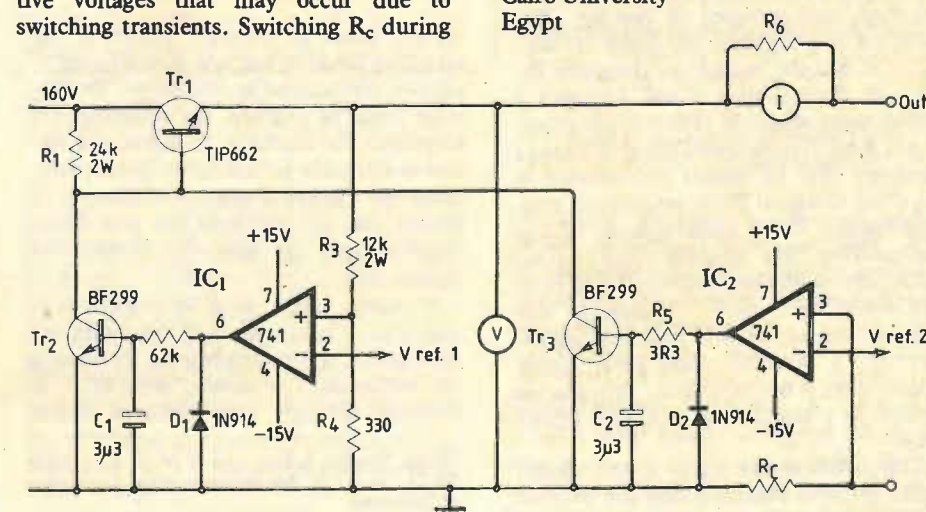 tive voltages that may occur due to
switching transients. Switching Rc during
Cairo University
Egypt
R6
I
Out
160V
Tr1
TIP662
R1
24k
2W
R3
12k
2W
+15V
IC1
BF299
Tr2
62k
6
7
741
4
3
+
2
−
V ref. 1
C1
3µ3
D1
1N914
-15V
R4
330
V
+15V
IC2
BF299
Tr3
R5
3R3
6
7
741
4
3
+
2
−
V ref. 2
C2
3µ3
D2
1N914
-15V
Rc